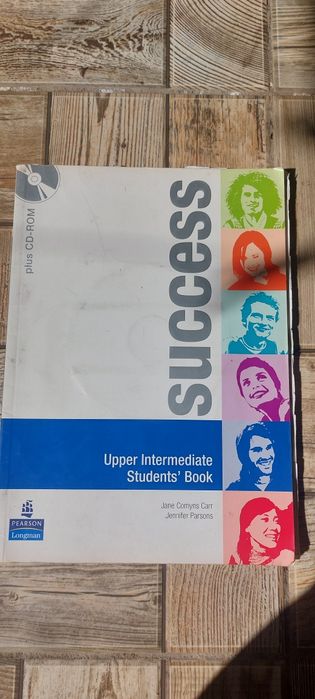 plus CD-ROM
success
Upper Intermediate
Students' Book
Jane Comyns Carr
Jennifer Parsons
PEARSON
Longman